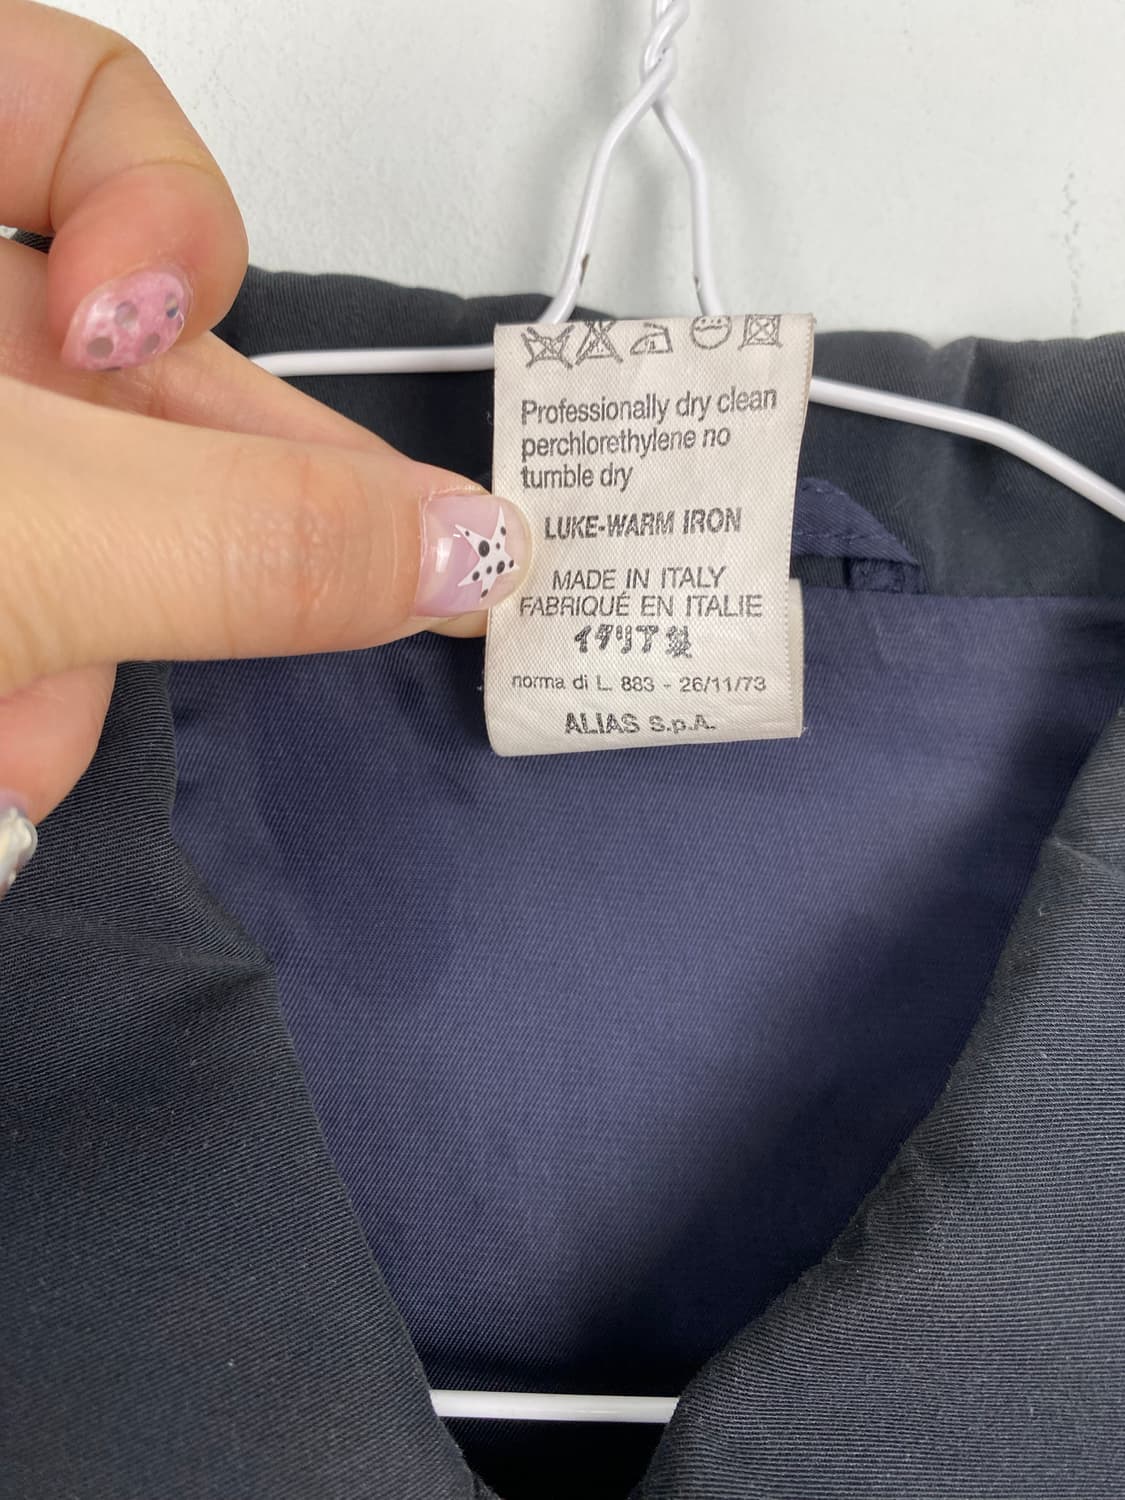 Professionally dry clean
perchlorethylene no
tumble dry
LUKE-WARM IRON
MADE IN ITALY
FABRIQUÉ EN ITALIE
イタリア製
norma di L. 883 - 26/11/73
ALIAS S.p.A.